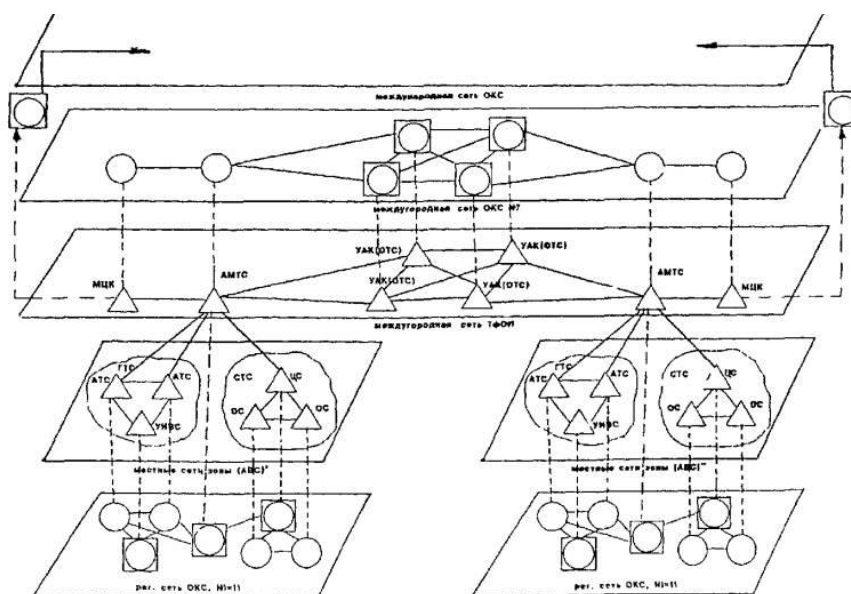 международная сеть ОКС
междугородная сеть ОКС №7
УАК(ОТС)
УАК(ОТС)
МЦК
АМТС
УАК(ОТС)
УАК(ОТС)
АМТС
МЦК
междугородная сеть ТфОП
ГТС
АТС
АТС
УИВС
СТС
ЦС
ОС
ОС
ГТС
АТС
АТС
УИВС
СТС
ЦС
ОС
ОС
местные сети зоны (АВС)'
местные сети зоны (АВС)"
рег. сеть ОКС, NI=11
рег. сеть ОКС, NI=11